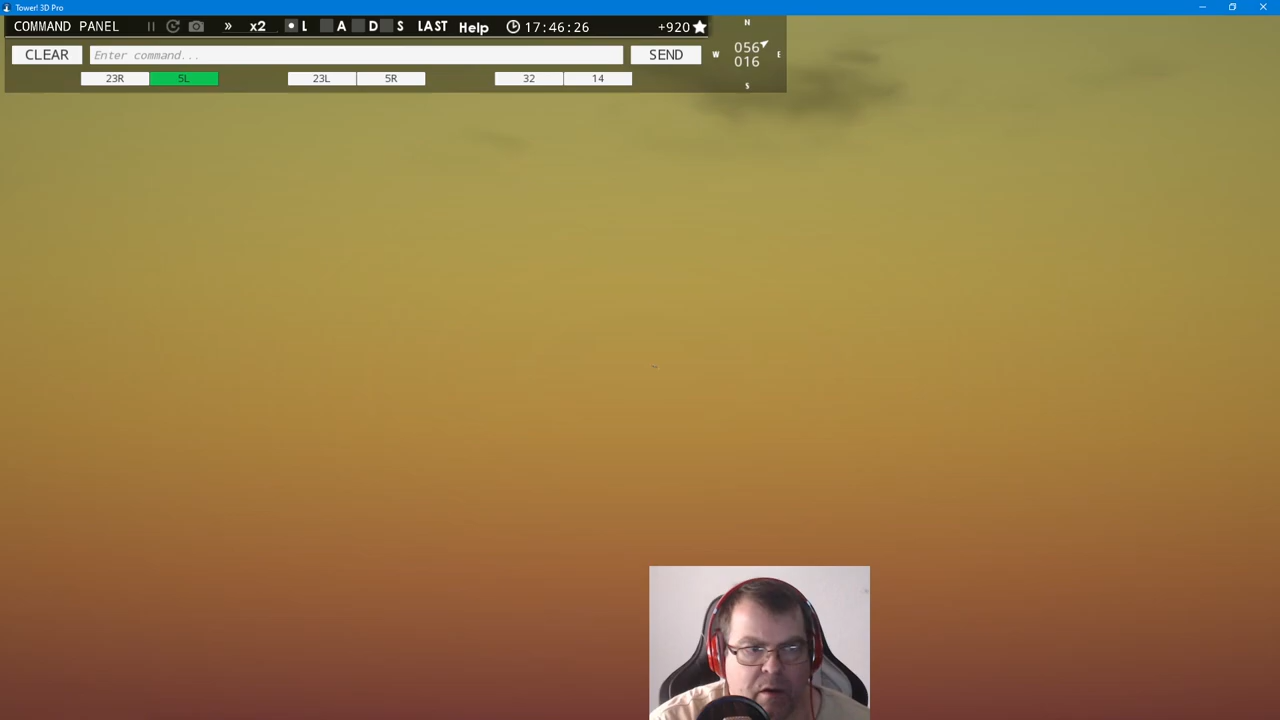 Tower! 3D Pro
COMMAND PANEL » x2 L A D S LAST Help 17:46:26 +920
CLEAR Enter command... SEND
23R 5L 23L 5R 32 14
N
W 056 E
016
S